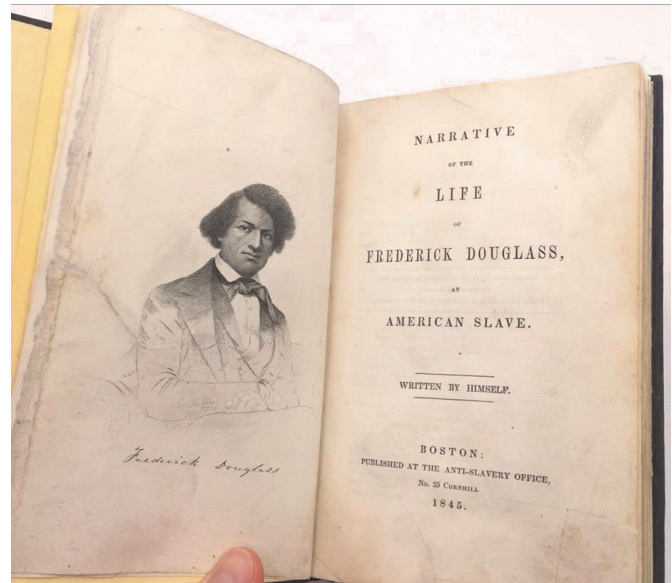 Frederick Douglass
NARRATIVE
OF THE
LIFE
OF
FREDERICK DOUGLASS,
AN
AMERICAN SLAVE.
WRITTEN BY HIMSELF.
BOSTON:
PUBLISHED AT THE ANTI-SLAVERY OFFICE,
No. 25 CORNHILL
1845.